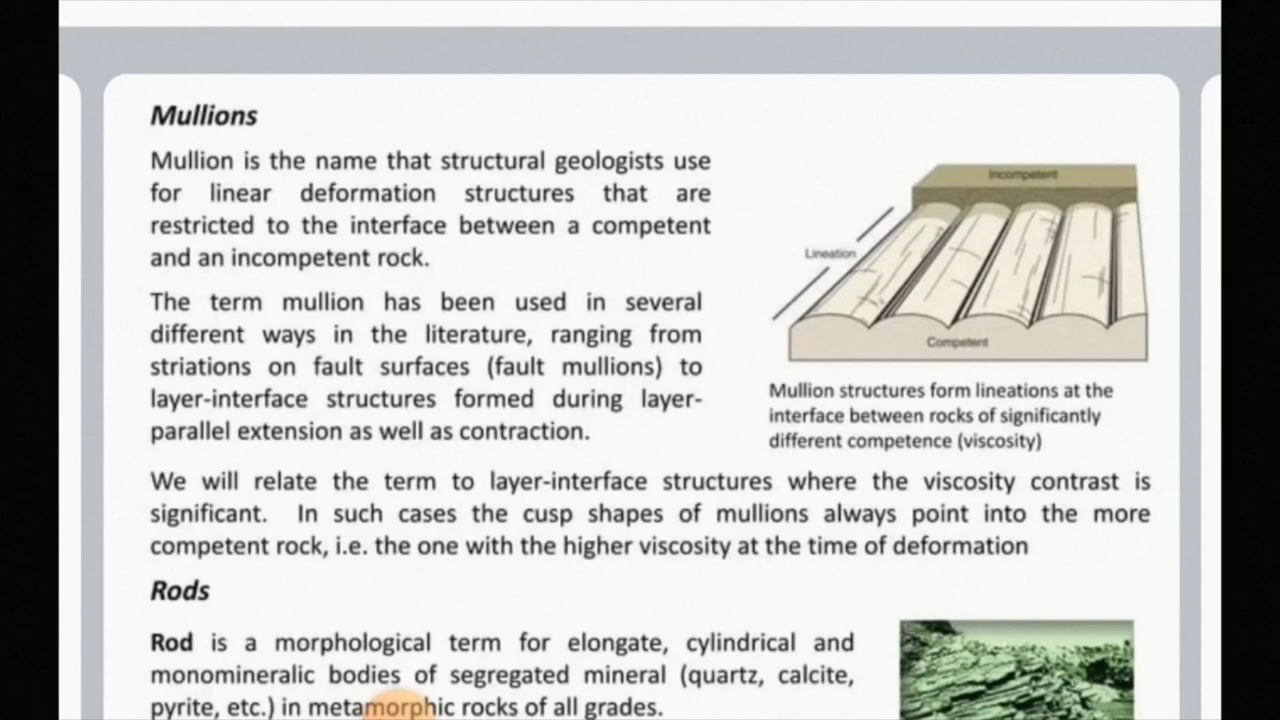 Mullions
Mullion is the name that structural geologists use
for linear deformation structures that are
restricted to the interface between a competent
and an incompetent rock.
The term mullion has been used in several
different ways in the literature, ranging from
striations on fault surfaces (fault mullions) to
layer-interface structures formed during layer-
parallel extension as well as contraction.
Incompetent
Lineation
Competent
Mullion structures form lineations at the
interface between rocks of significantly
different competence (viscosity)
We will relate the term to layer-interface structures where the viscosity contrast is
significant. In such cases the cusp shapes of mullions always point into the more
competent rock, i.e. the one with the higher viscosity at the time of deformation
Rods
Rod is a morphological term for elongate, cylindrical and
monomineralic bodies of segregated mineral (quartz, calcite,
pyrite, etc.) in metamorphic rocks of all grades.